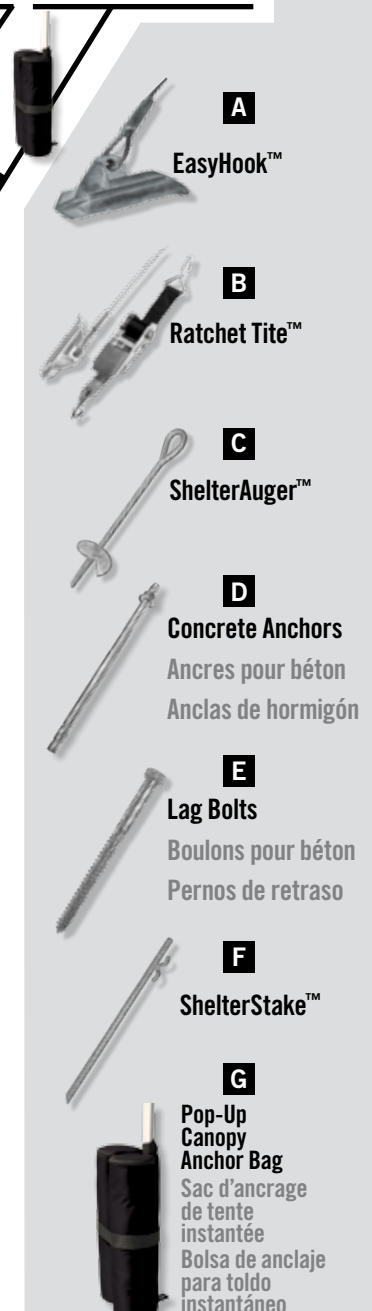 A
EasyHook™
B
Ratchet Tite™
C
ShelterAuger™
D
Concrete Anchors
Ancres pour béton
Anclas de hormigón
E
Lag Bolts
Boulons pour béton
Pernos de retraso
F
ShelterStake™
G
Pop-Up
Canopy
Anchor Bag
Sac d'ancrage
de tente
instantée
Bolsa de anclaje
para toldo
instantáneo